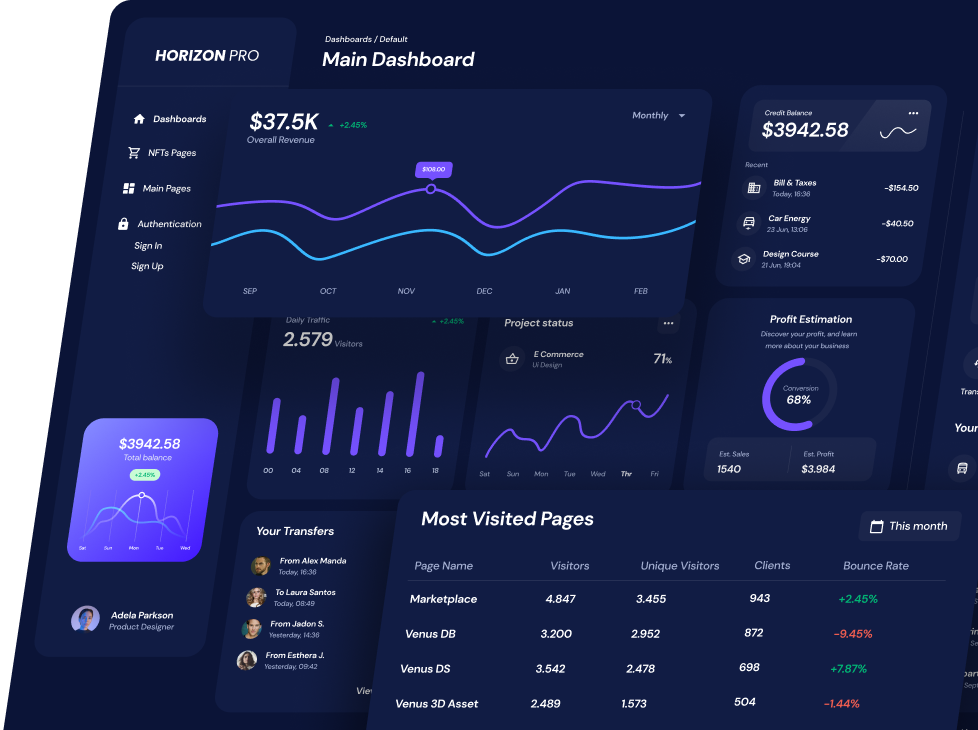 HORIZON PRO
Dashboards / Default
Main Dashboard
Dashboards
NFTs Pages
Main Pages
Authentication
Sign In
Sign Up
$37.5K +2.45%
Overall Revenue
Monthly
$108.00
SEP OCT NOV DEC JAN FEB
Credit Balance
$3942.58
Recent
Bill & Taxes
Today, 16:36
-$154.50
Car Energy
23 Jun, 13:06
-$40.50
Design Course
21 Jun, 19:04
-$70.00
Daily Traffic
+2.45%
2.579 Visitors
00 04 08 12 14 16 18
Project status
E Commerce
Ui Design
71%
Sat Sun Mon Tue Wed Thr Fri
Profit Estimation
Discover your profit, and learn
more about your business
Conversion
68%
Est. Sales
1540
Est. Profit
$3.984
$3942.58
Total balance
+2.45%
Sat Sun Mon Tue Wed
Adela Parkson
Product Designer
Your Transfers
From Alex Manda
Today, 16:36
To Laura Santos
Today, 08:49
From Jadon S.
Yesterday, 14:36
From Esthera J.
Yesterday, 09:42
Most Visited Pages
This month
Page Name Visitors Unique Visitors Clients Bounce Rate
Marketplace 4.847 3.455 943 +2.45%
Venus DB 3.200 2.952 872 -9.45%
Venus DS 3.542 2.478 698 +7.87%
Venus 3D Asset 2.489 1.573 504 -1.44%
Your